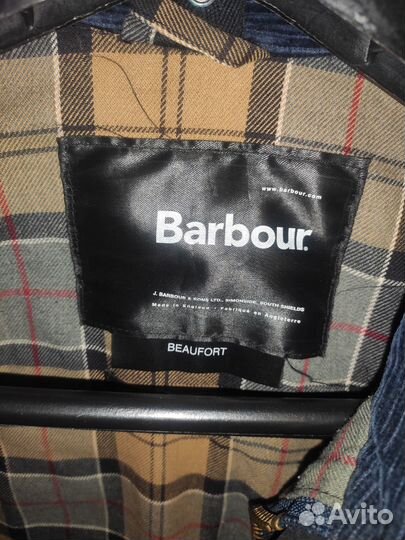 www.barbour.com
Barbour.
J. BARBOUR & SONS LTD., SIMONSIDE, SOUTH SHIELDS
Made in England - Fabriqué en Angleterre
BEAUFORT
Avito